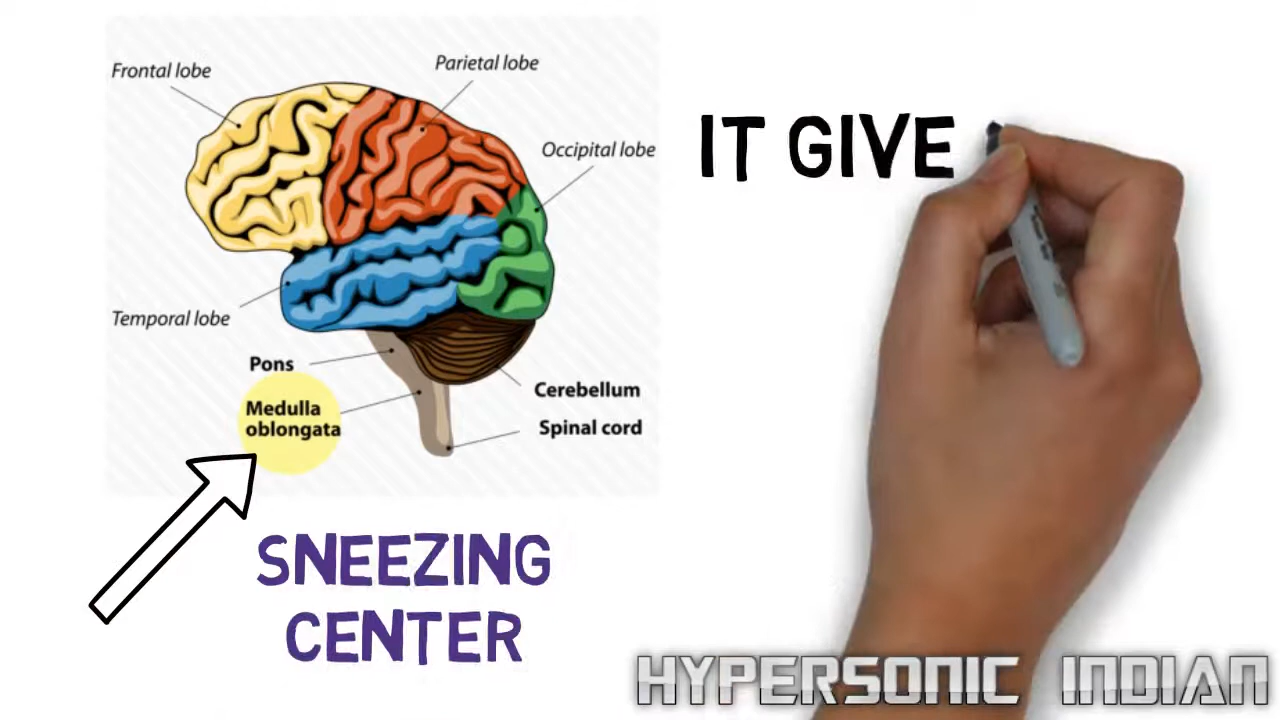 Frontal lobe
Parietal lobe
Occipital lobe
Temporal lobe
Pons
Medulla
oblongata
Cerebellum
Spinal cord
SNEEZING
CENTER
IT GIVE
HYPERSONIC INDIAN